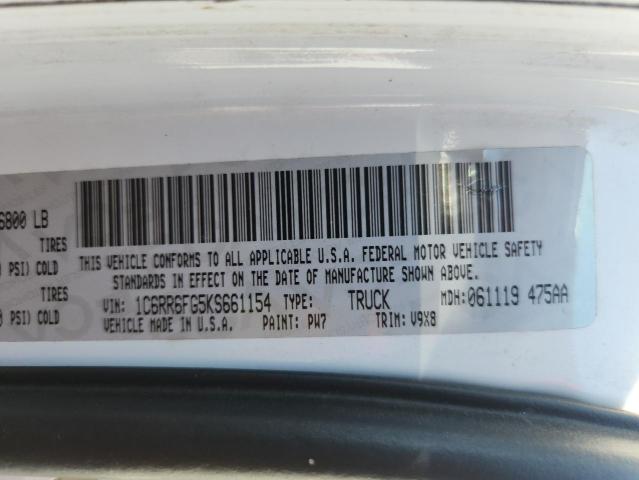 6800 LB
TIRES
PSI) COLD
TIRES
PSI) COLD
THIS VEHICLE CONFORMS TO ALL APPLICABLE U.S.A. FEDERAL MOTOR VEHICLE SAFETY
STANDARDS IN EFFECT ON THE DATE OF MANUFACTURE SHOWN ABOVE.
VIN: 1C6RR6FG5KS661154 TYPE: TRUCK MDH: 061119 475AA
VEHICLE MADE IN U.S.A. PAINT: PW7 TRIM: V9X8